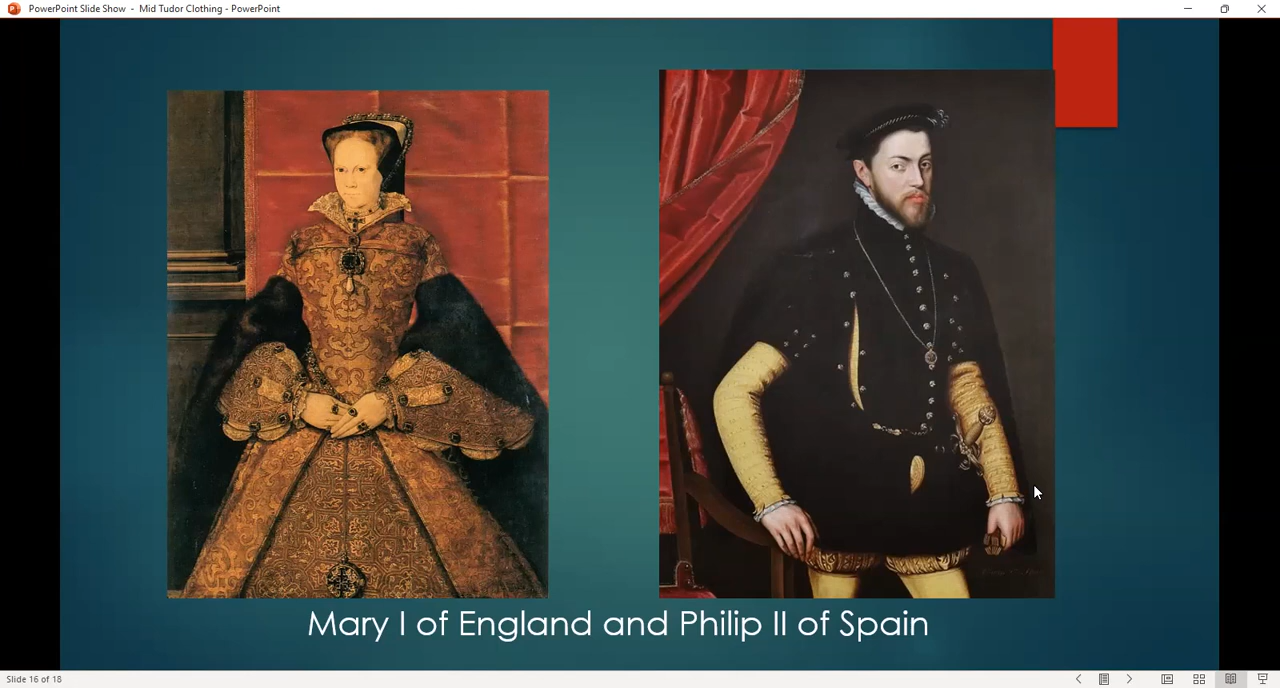 PowerPoint Slide Show - Mid Tudor Clothing - PowerPoint
Mary I of England and Philip II of Spain
Slide 16 of 18